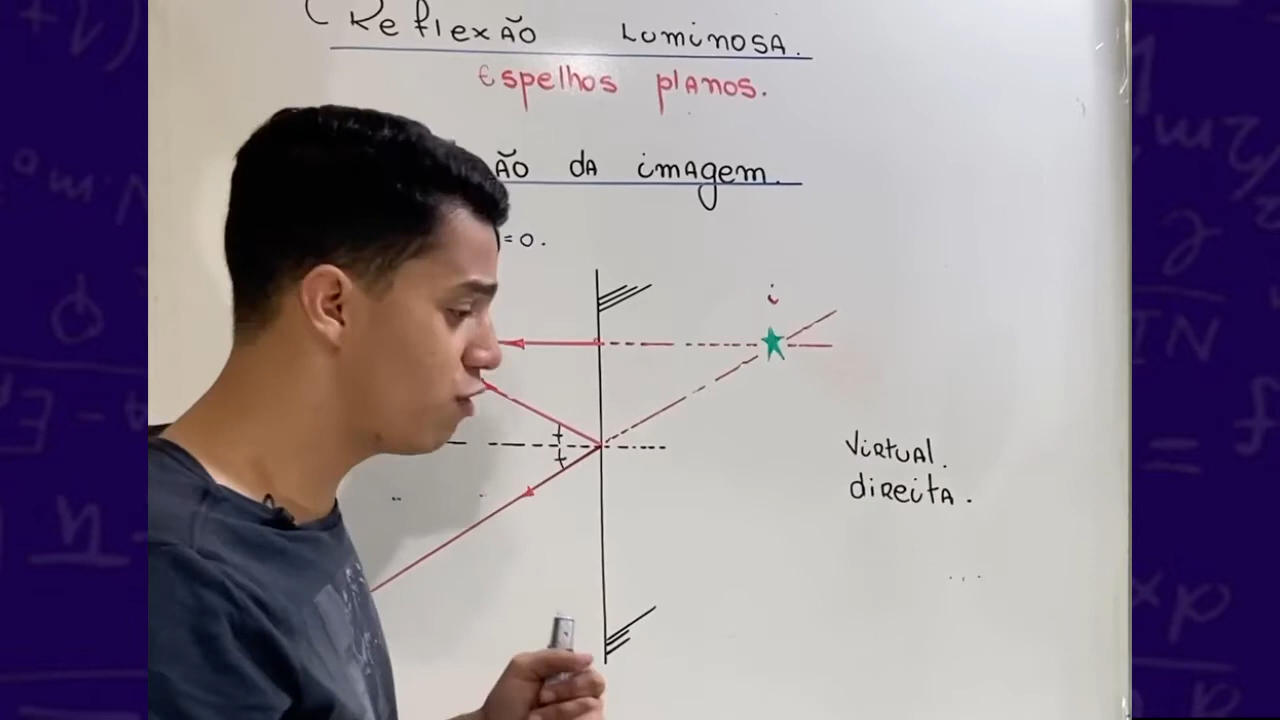 Reflexão Luminosa.
Espelhos planos.
ão da imagem.
= 0.
i
Virtual.
direita.